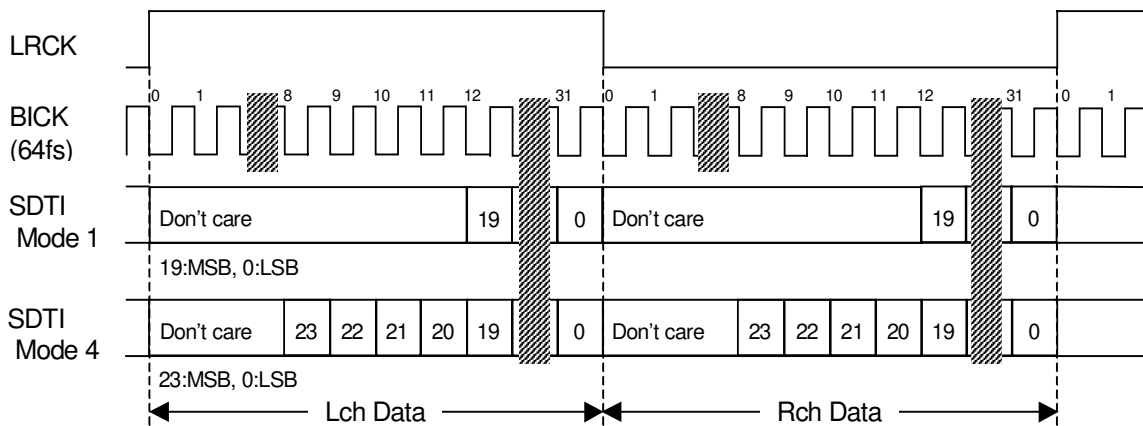 LRCK
0 1 8 9 10 11 12 31 0 1 8 9 10 11 12 31 0 1
BICK
(64fs)
SDTI
Mode 1
Don't care 19 0 Don't care 19 0
19:MSB, 0:LSB
SDTI
Mode 4
Don't care 23 22 21 20 19 0 Don't care 23 22 21 20 19 0
23:MSB, 0:LSB
Lch Data Rch Data